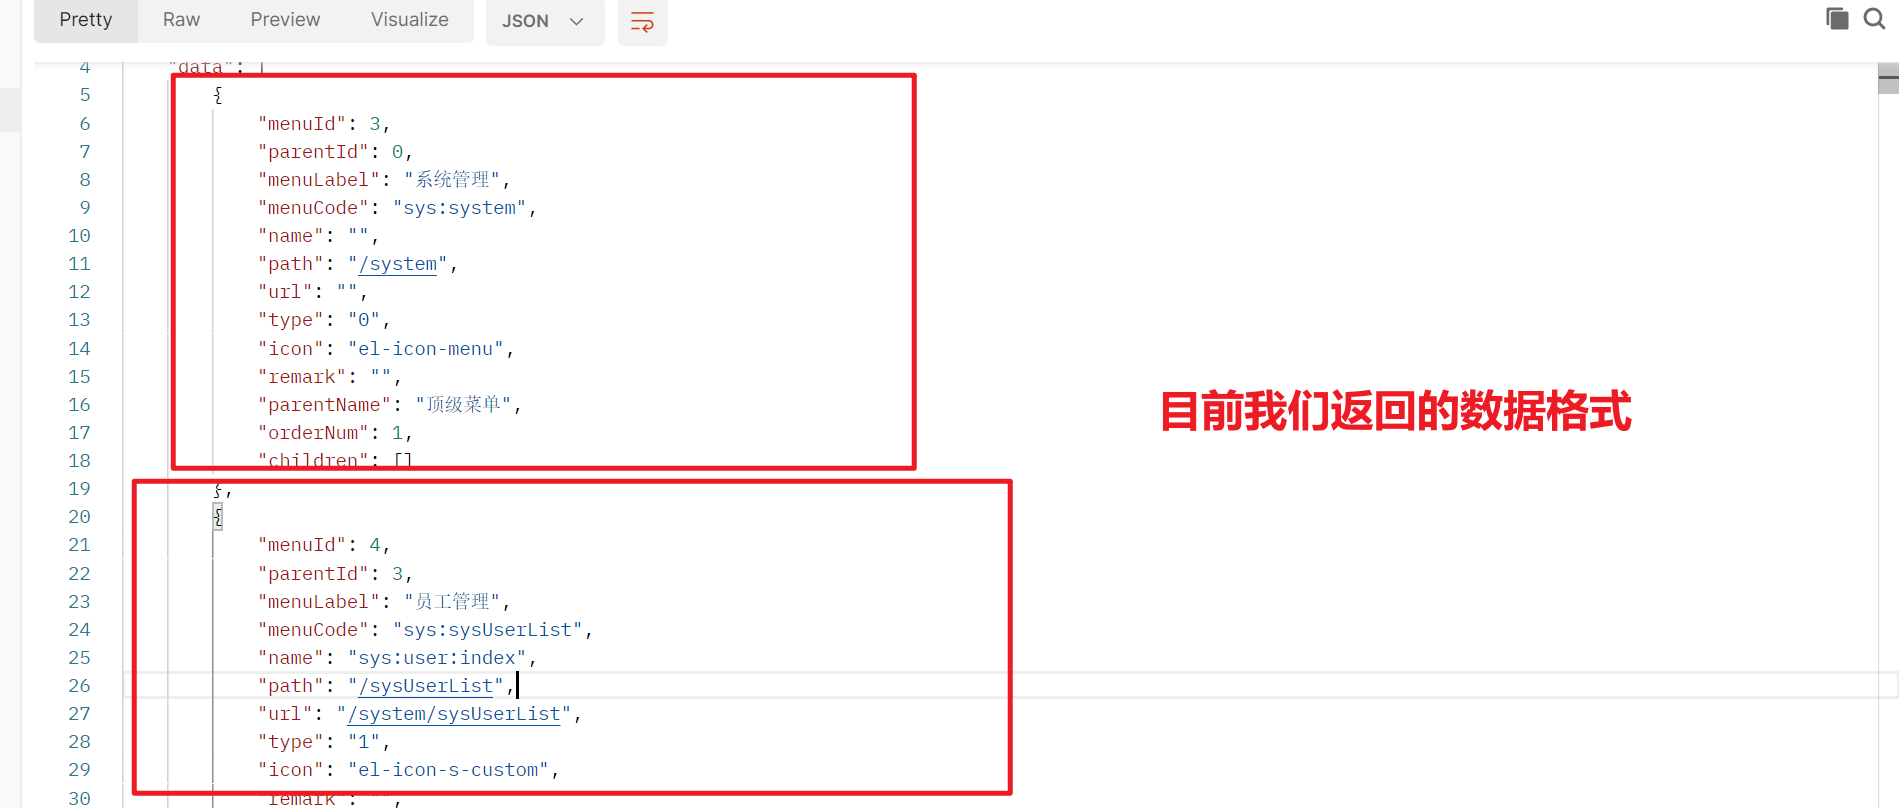 Pretty Raw Preview Visualize JSON
4 "data": [
5 {
6 "menuId": 3,
7 "parentId": 0,
8 "menuLabel": "系统管理",
9 "menuCode": "sys:system",
10 "name": "",
11 "path": "/system",
12 "url": "",
13 "type": "0",
14 "icon": "el-icon-menu",
15 "remark": "",
16 "parentName": "顶级菜单",
17 "orderNum": 1,
18 "children": []
19 },
20 {
21 "menuId": 4,
22 "parentId": 3,
23 "menuLabel": "员工管理",
24 "menuCode": "sys:sysUserList",
25 "name": "sys:user:index",
26 "path": "/sysUserList",
27 "url": "/system/sysUserList",
28 "type": "1",
29 "icon": "el-icon-s-custom",
30 "remark": "",
目前我们返回的数据格式